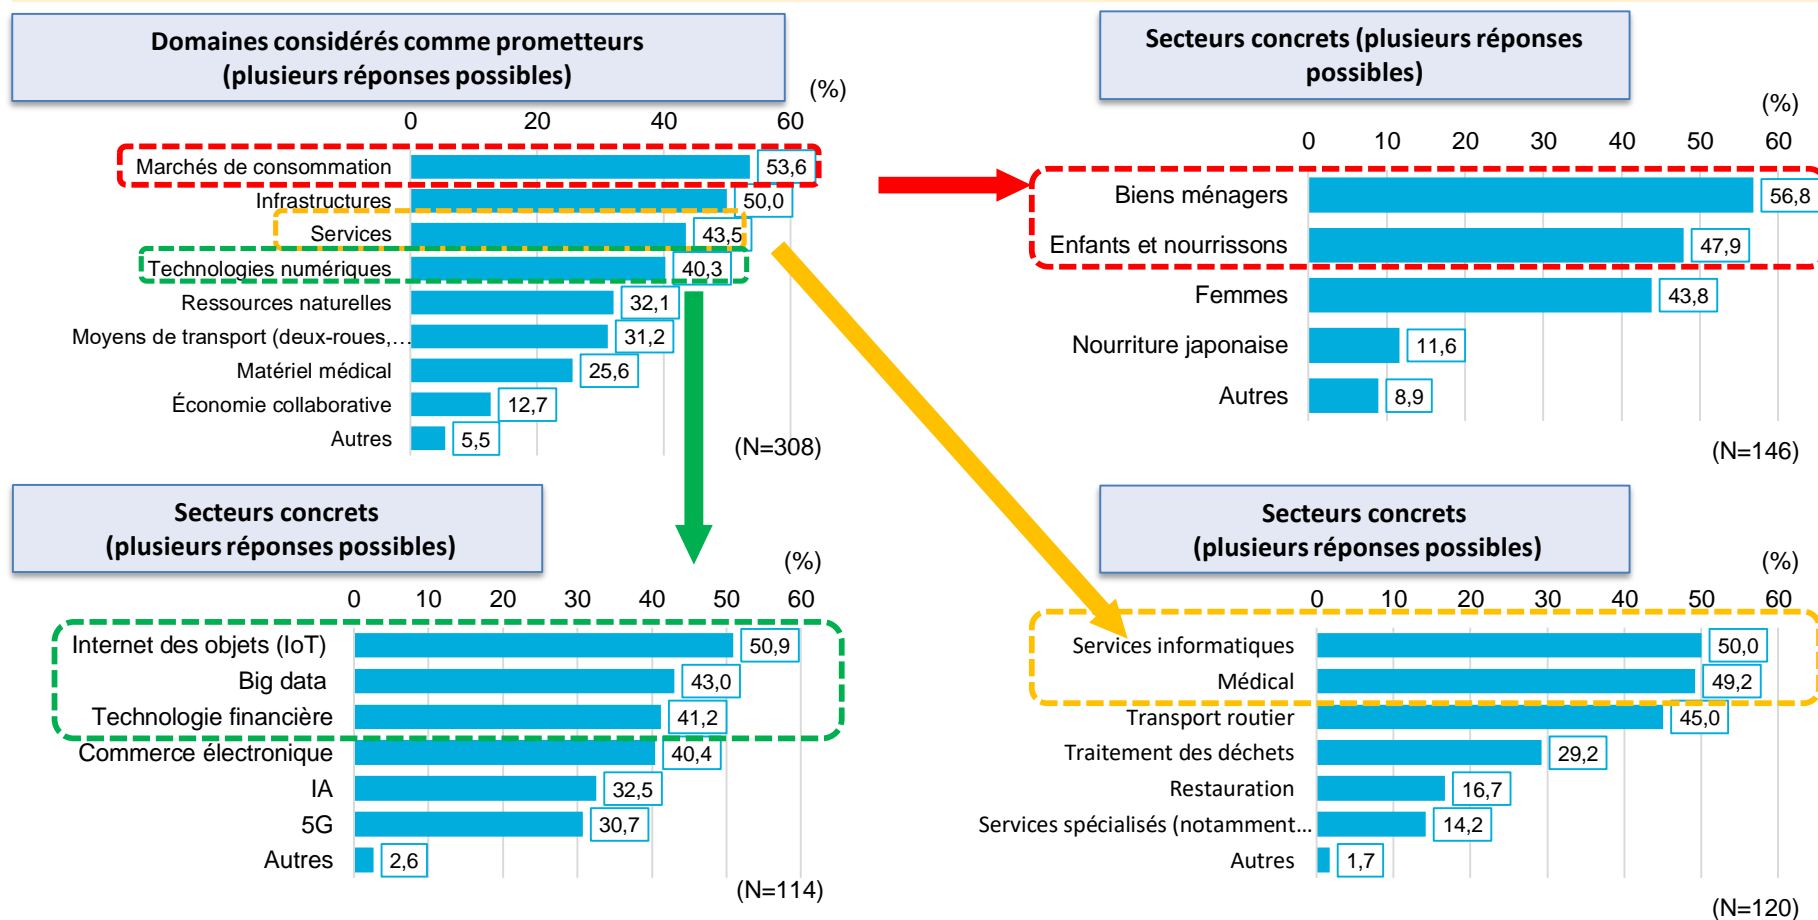 Domaines considérés comme prometteurs
(plusieurs réponses possibles)
(%)
0 20 40 60
Marchés de consommation 53,6
Infrastructures 50,0
Services 43,5
Technologies numériques 40,3
Ressources naturelles 32,1
Moyens de transport (deux-roues,… 31,2
Matériel médical 25,6
Économie collaborative 12,7
Autres 5,5
(N=308)
Secteurs concrets (plusieurs réponses
possibles)
(%)
0 10 20 30 40 50 60
Biens ménagers 56,8
Enfants et nourrissons 47,9
Femmes 43,8
Nourriture japonaise 11,6
Autres 8,9
(N=146)
Secteurs concrets
(plusieurs réponses possibles)
(%)
0 10 20 30 40 50 60
Internet des objets (IoT) 50,9
Big data 43,0
Technologie financière 41,2
Commerce électronique 40,4
IA 32,5
5G 30,7
Autres 2,6
(N=114)
Secteurs concrets
(plusieurs réponses possibles)
(%)
0 10 20 30 40 50 60
Services informatiques 50,0
Médical 49,2
Transport routier 45,0
Traitement des déchets 29,2
Restauration 16,7
Services spécialisés (notamment… 14,2
Autres 1,7
(N=120)